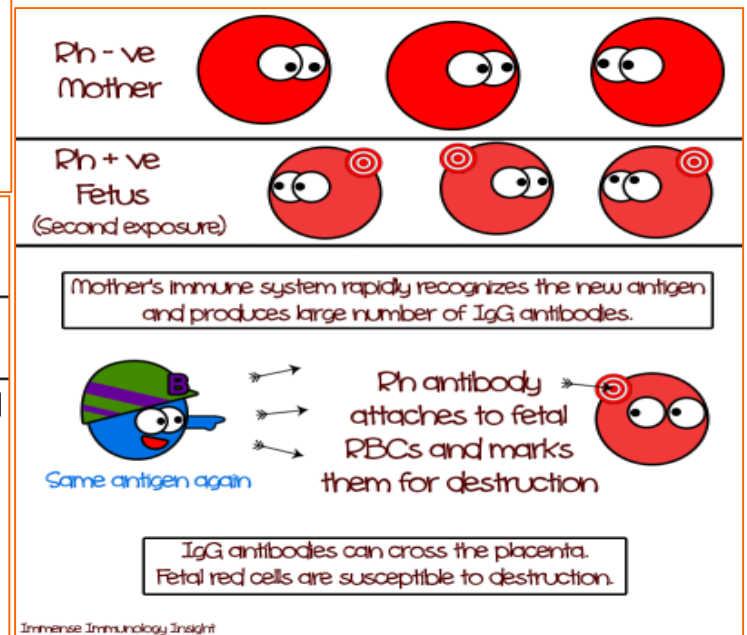 Rh - ve
Mother
Rh + ve
Fetus
(Second exposure)
Mother's immune system rapidly recognizes the new antigen
and produces large number of IgG antibodies.
B
Same antigen again
Rh antibody
attaches to fetal
RBCs and marks
them for destruction
IgG antibodies can cross the placenta.
Fetal red cells are susceptible to destruction.
Immense Immunology Insight